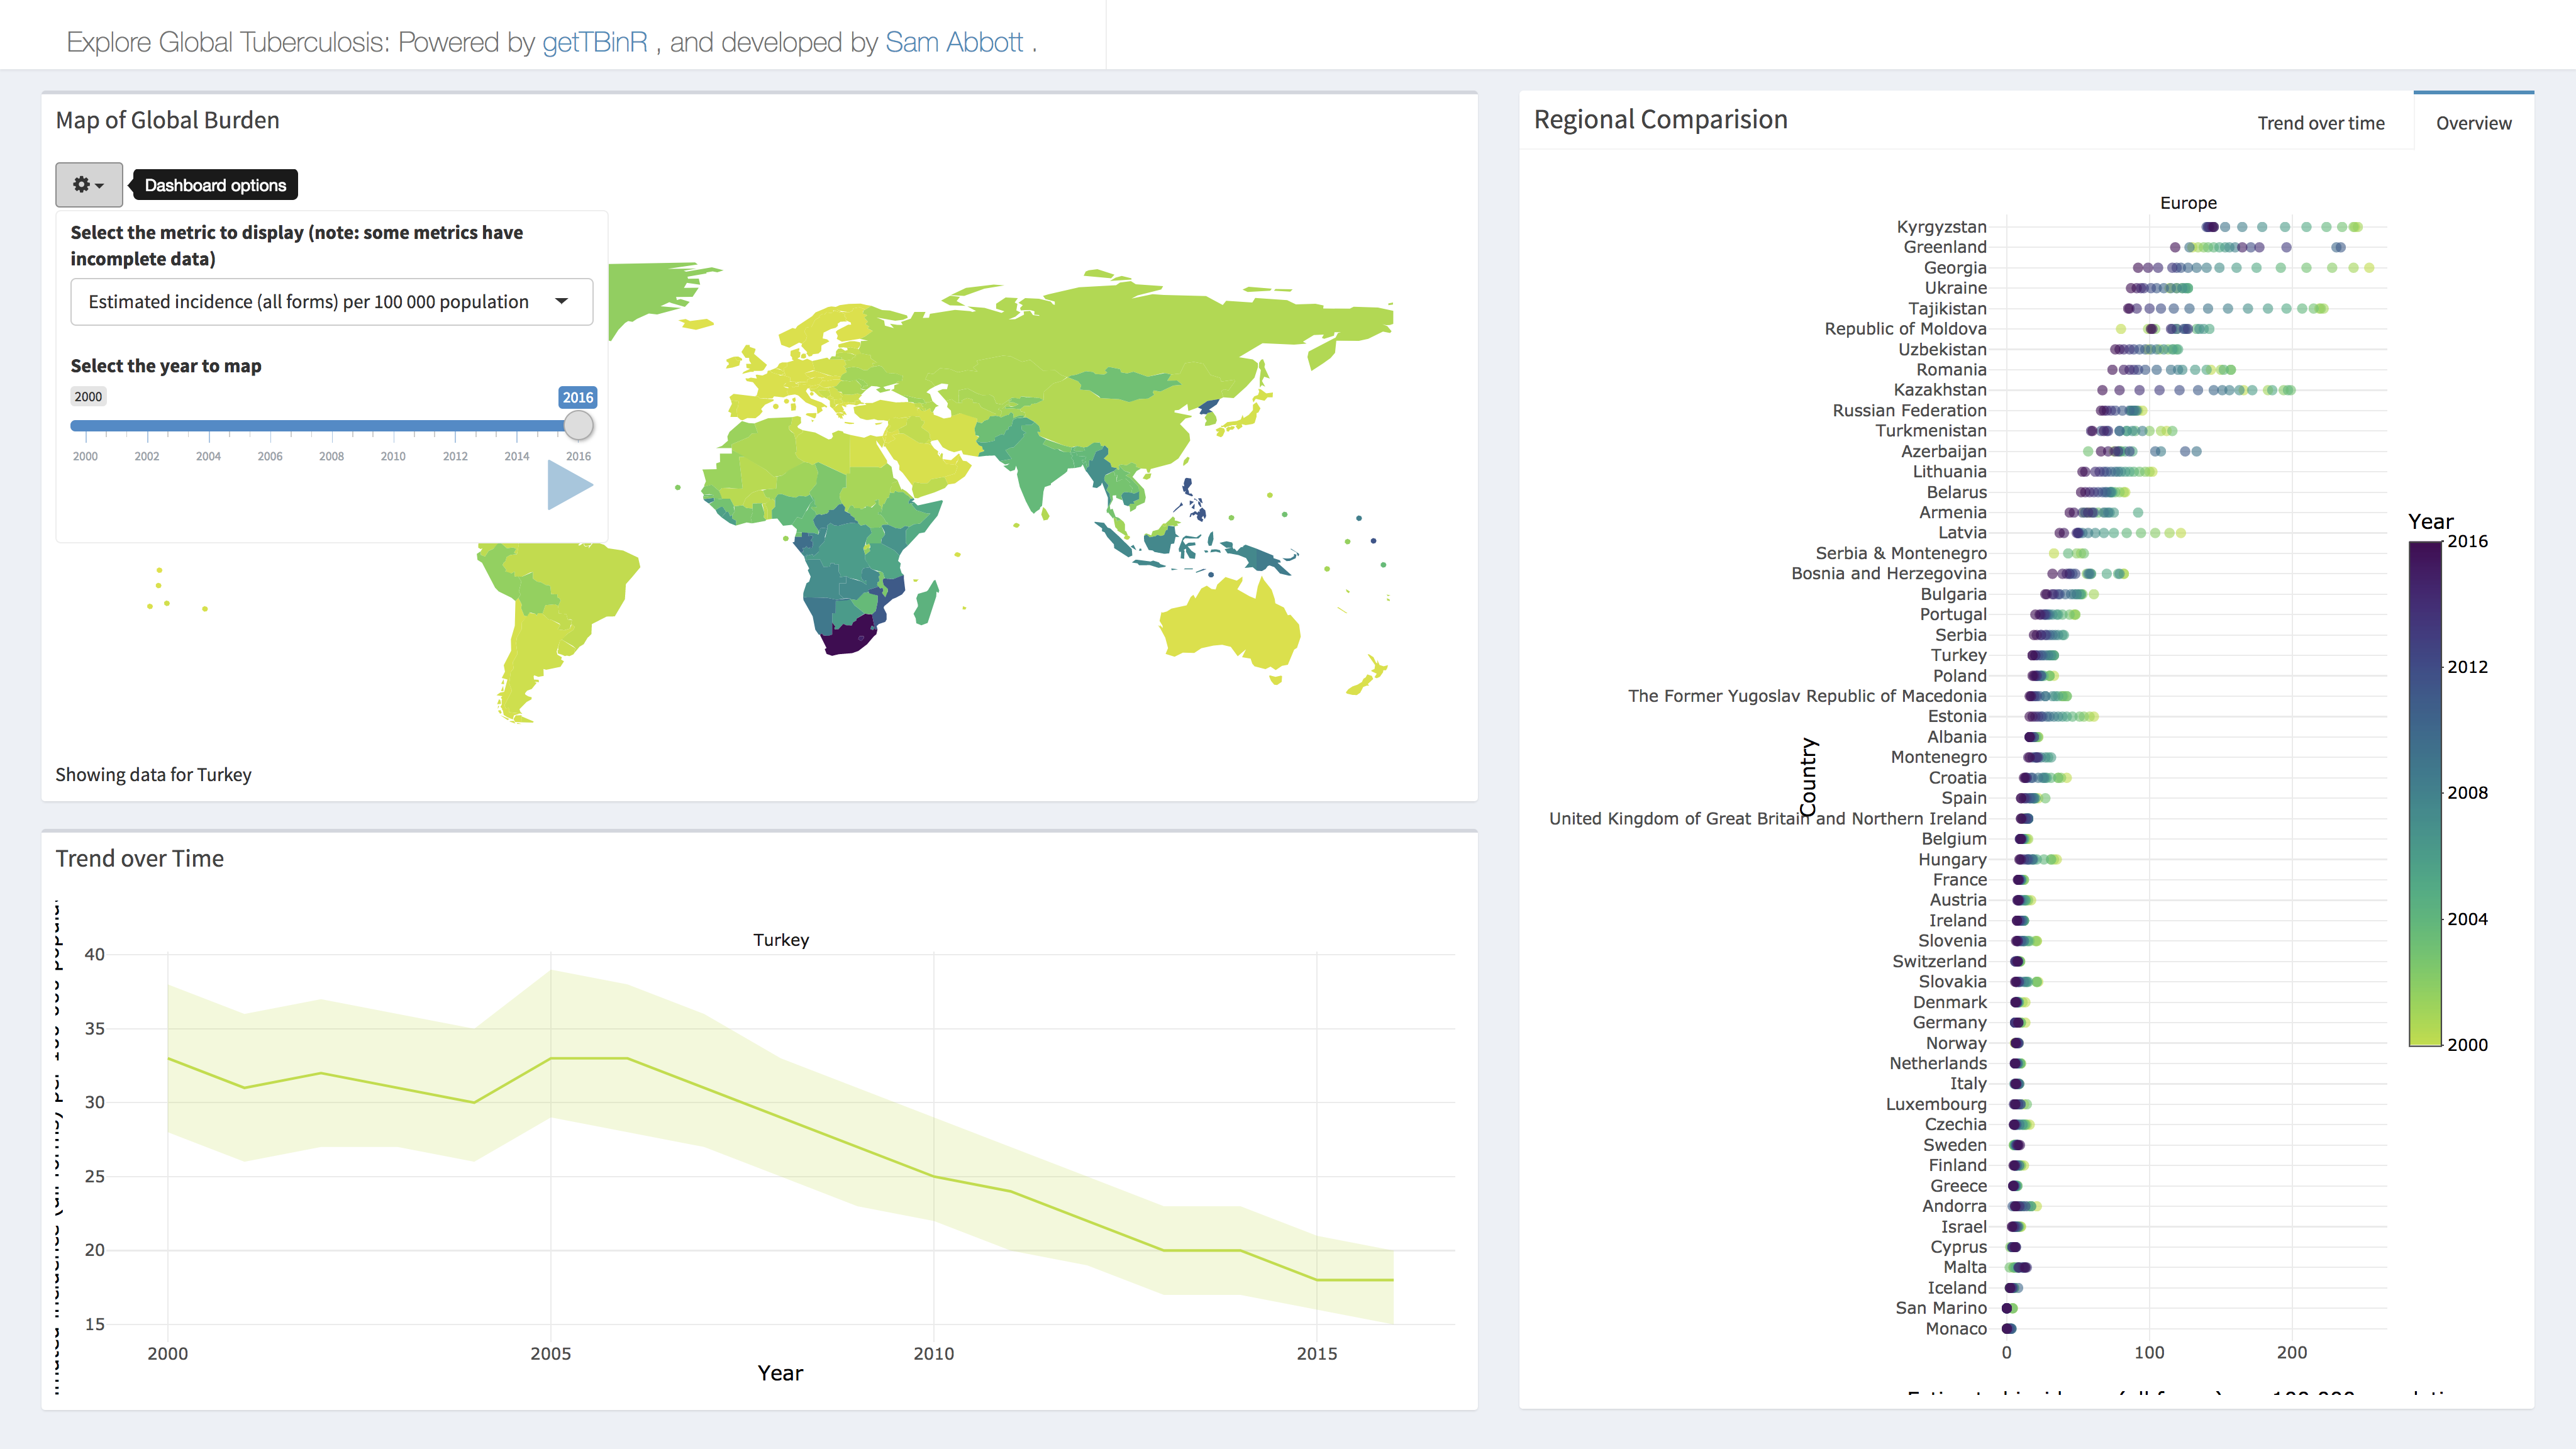 Explore Global Tuberculosis: Powered by getTBinR , and developed by Sam Abbott .
Map of Global Burden
Dashboard options
Select the metric to display (note: some metrics have
incomplete data)
Estimated incidence (all forms) per 100 000 population
Select the year to map
2000
2016
2000 2002 2004 2006 2008 2010 2012 2014 2016
Showing data for Turkey
Trend over Time
Turkey
40
35
30
25
20
15
2000 2005 2010 2015
Year
Regional Comparision
Trend over time
Overview
Europe
Kyrgyzstan
Greenland
Georgia
Ukraine
Tajikistan
Republic of Moldova
Uzbekistan
Romania
Kazakhstan
Russian Federation
Turkmenistan
Azerbaijan
Lithuania
Belarus
Armenia
Latvia
Serbia & Montenegro
Bosnia and Herzegovina
Bulgaria
Portugal
Serbia
Turkey
Poland
The Former Yugoslav Republic of Macedonia
Estonia
Albania
Montenegro
Croatia
Spain
United Kingdom of Great Britain and Northern Ireland
Belgium
Hungary
France
Austria
Ireland
Slovenia
Switzerland
Slovakia
Denmark
Germany
Norway
Netherlands
Italy
Luxembourg
Czechia
Sweden
Finland
Greece
Andorra
Israel
Cyprus
Malta
Iceland
San Marino
Monaco
Country
0 100 200
Year
2016
2012
2008
2004
2000